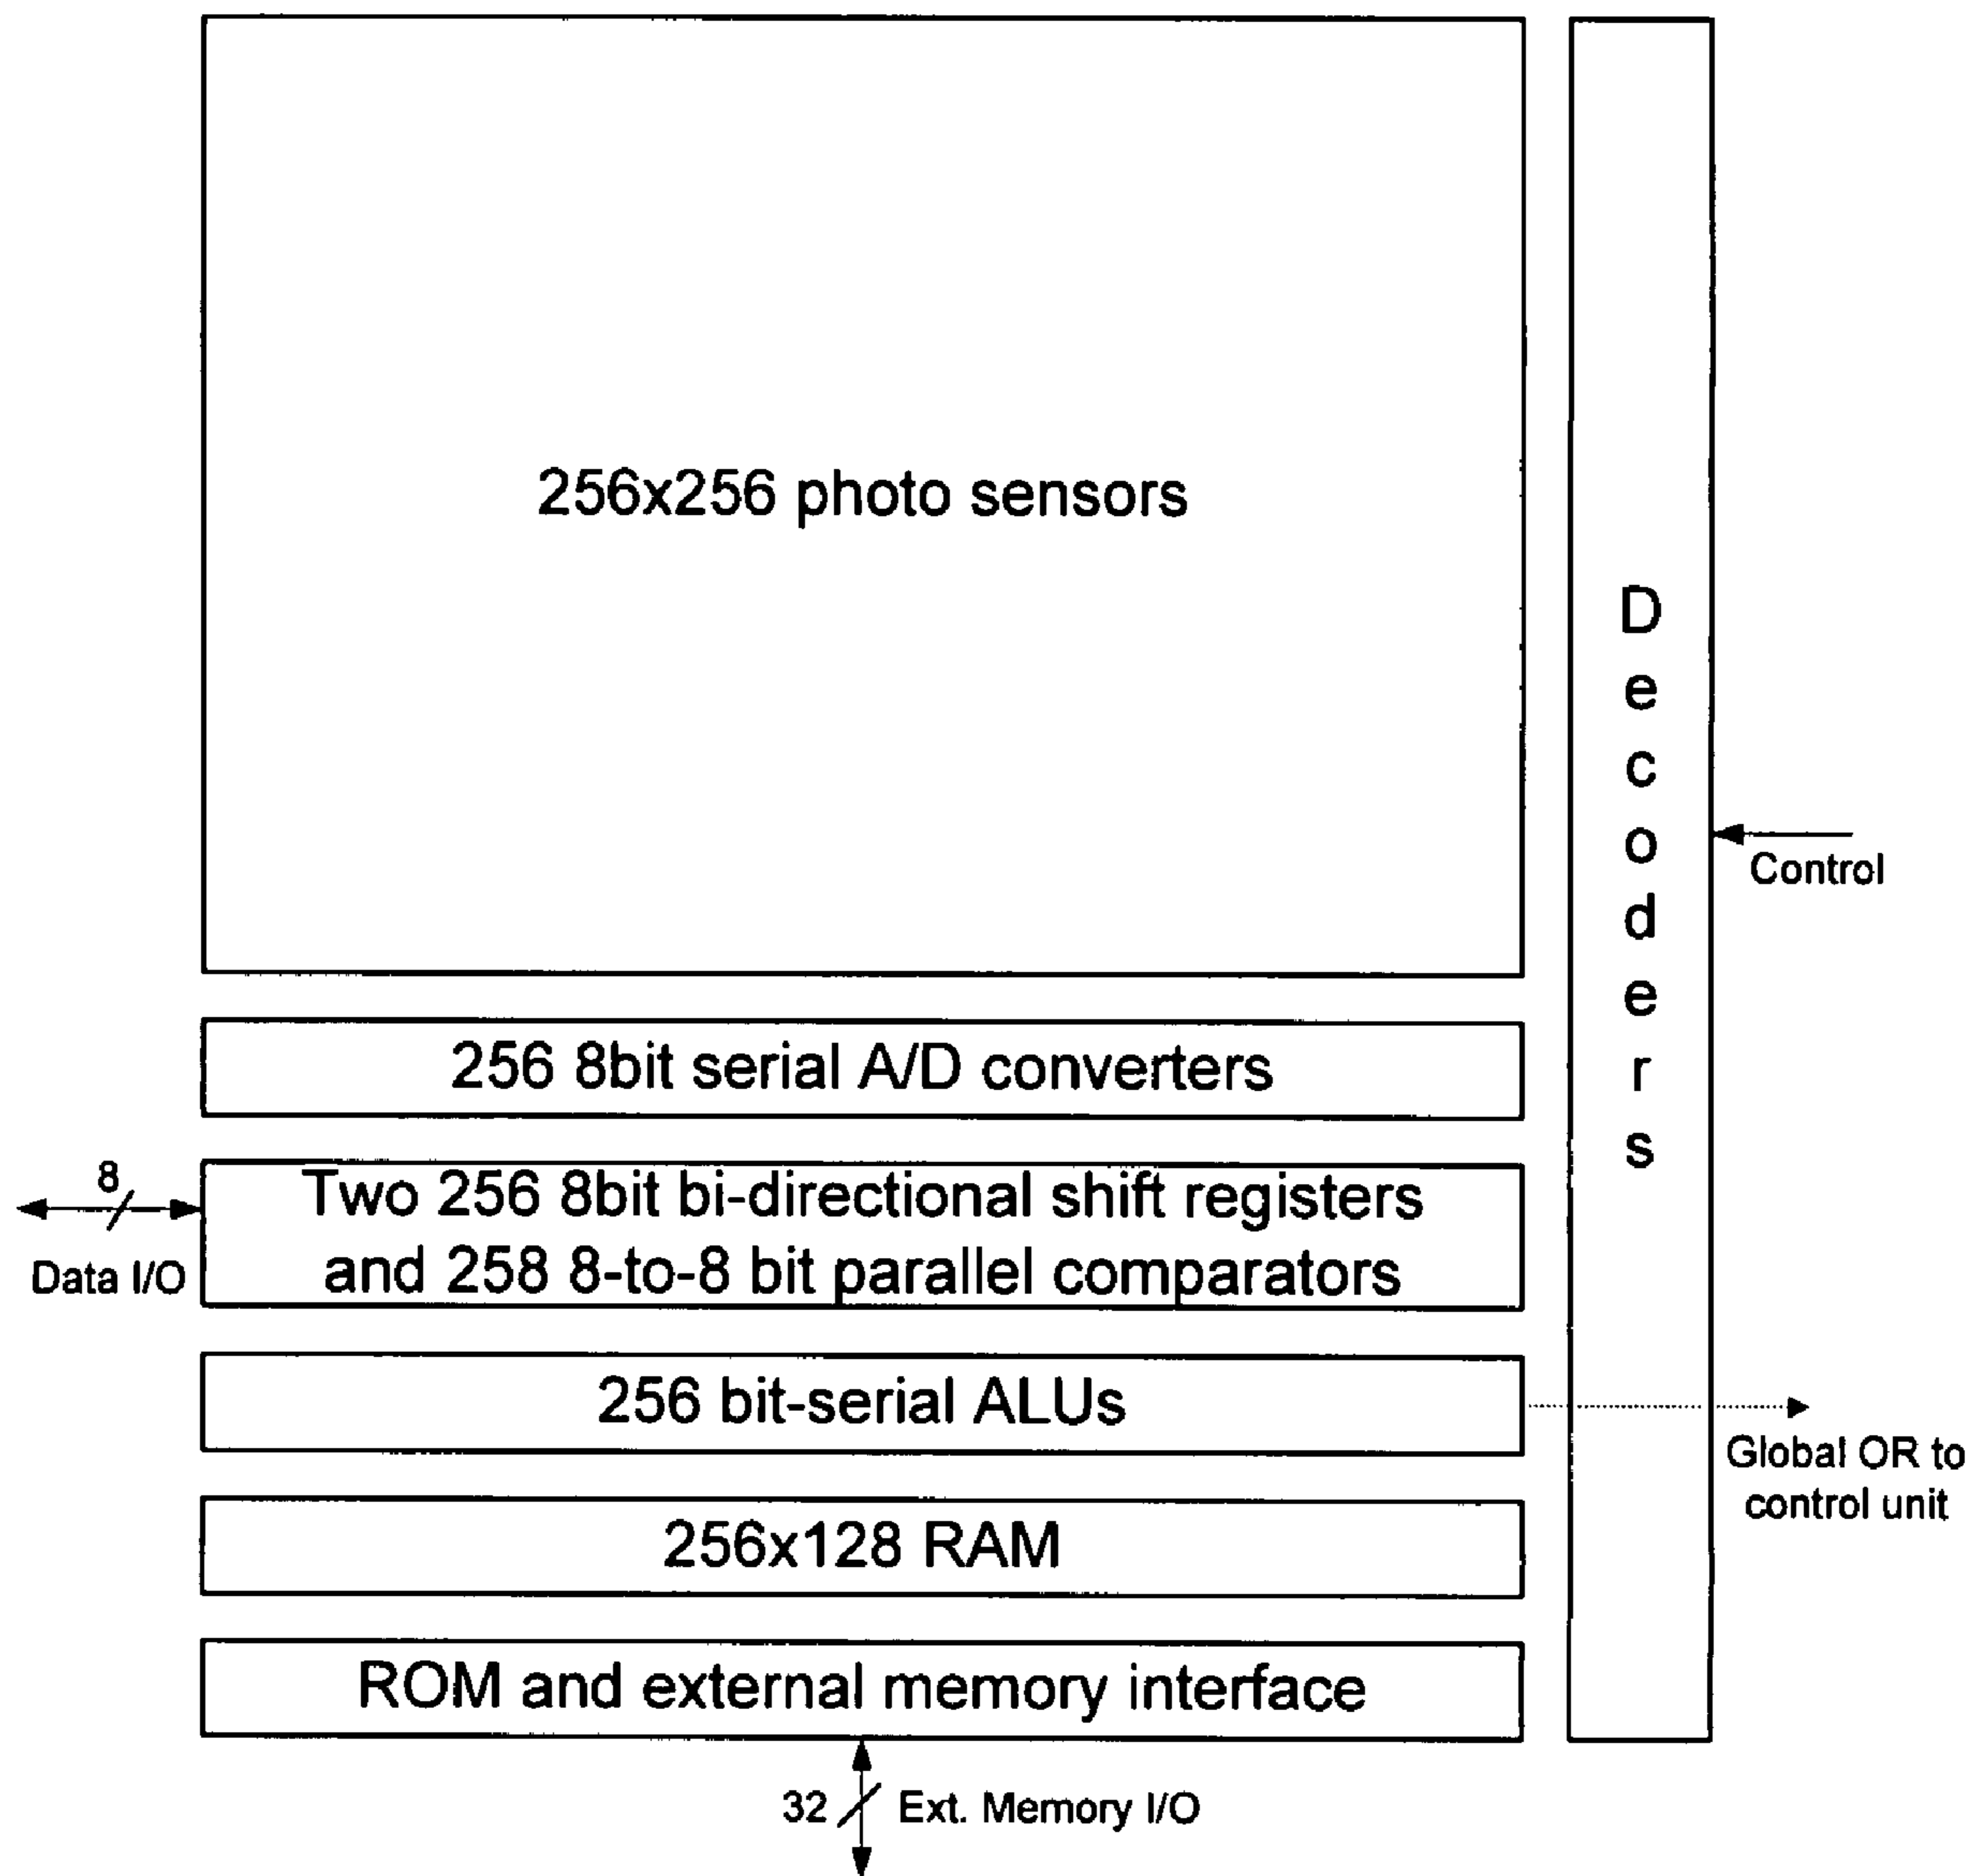 256x256 photo sensors
Decoders
Control
256 8bit serial A/D converters
8
Data I/O
Two 256 8bit bi-directional shift registers
and 258 8-to-8 bit parallel comparators
256 bit-serial ALUs
Global OR to
control unit
256x128 RAM
ROM and external memory interface
32
Ext. Memory I/O